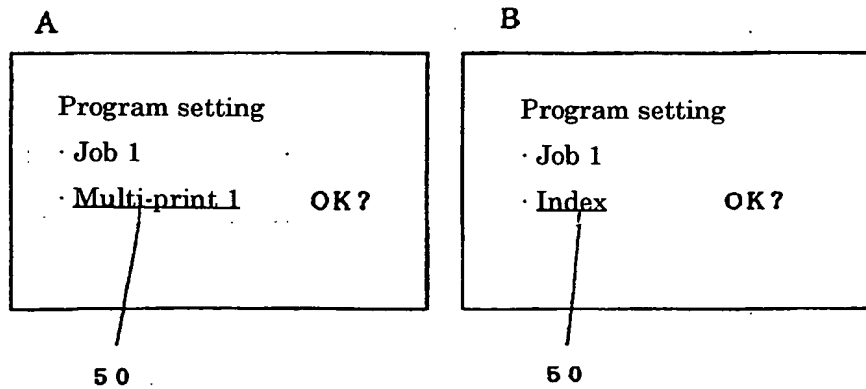 A
Program setting
· Job 1
· Multi-print 1 OK?
50
B
Program setting
· Job 1
· Index OK?
50